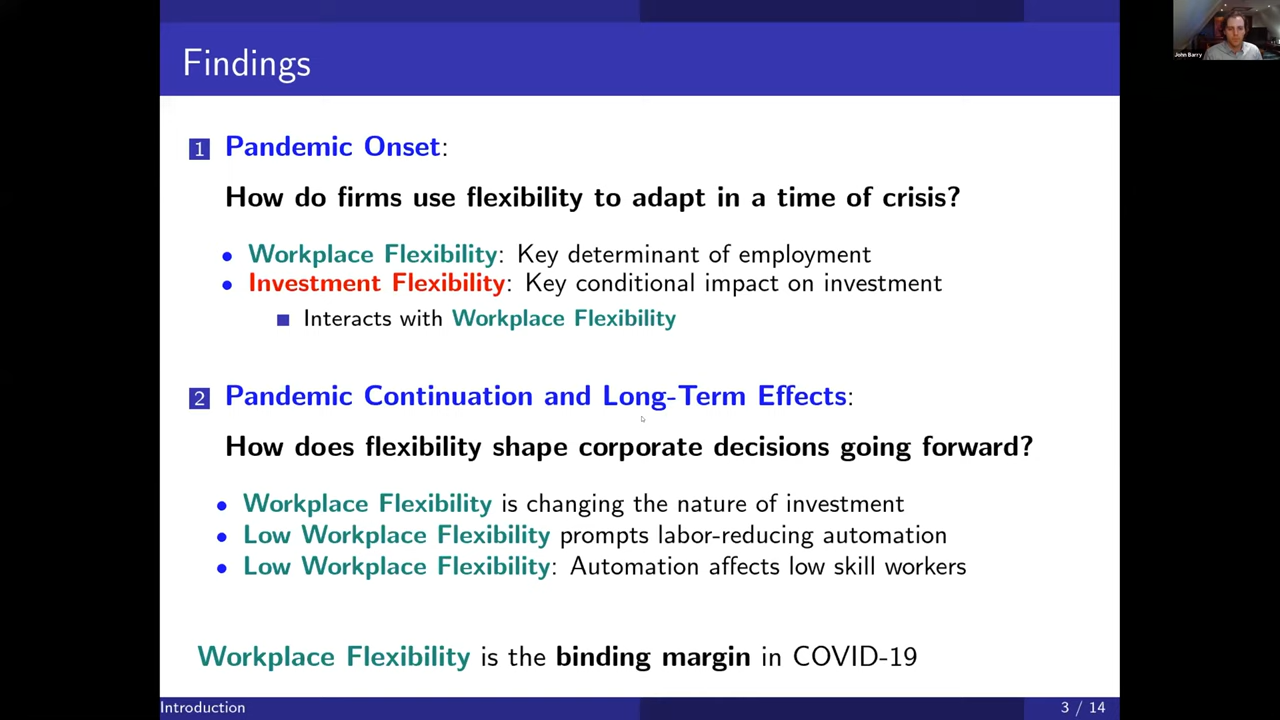 Findings
John Barry
1 Pandemic Onset:
How do firms use flexibility to adapt in a time of crisis?
• Workplace Flexibility: Key determinant of employment
• Investment Flexibility: Key conditional impact on investment
■ Interacts with Workplace Flexibility
2 Pandemic Continuation and Long-Term Effects:
How does flexibility shape corporate decisions going forward?
• Workplace Flexibility is changing the nature of investment
• Low Workplace Flexibility prompts labor-reducing automation
• Low Workplace Flexibility: Automation affects low skill workers
Workplace Flexibility is the binding margin in COVID-19
Introduction
3 / 14